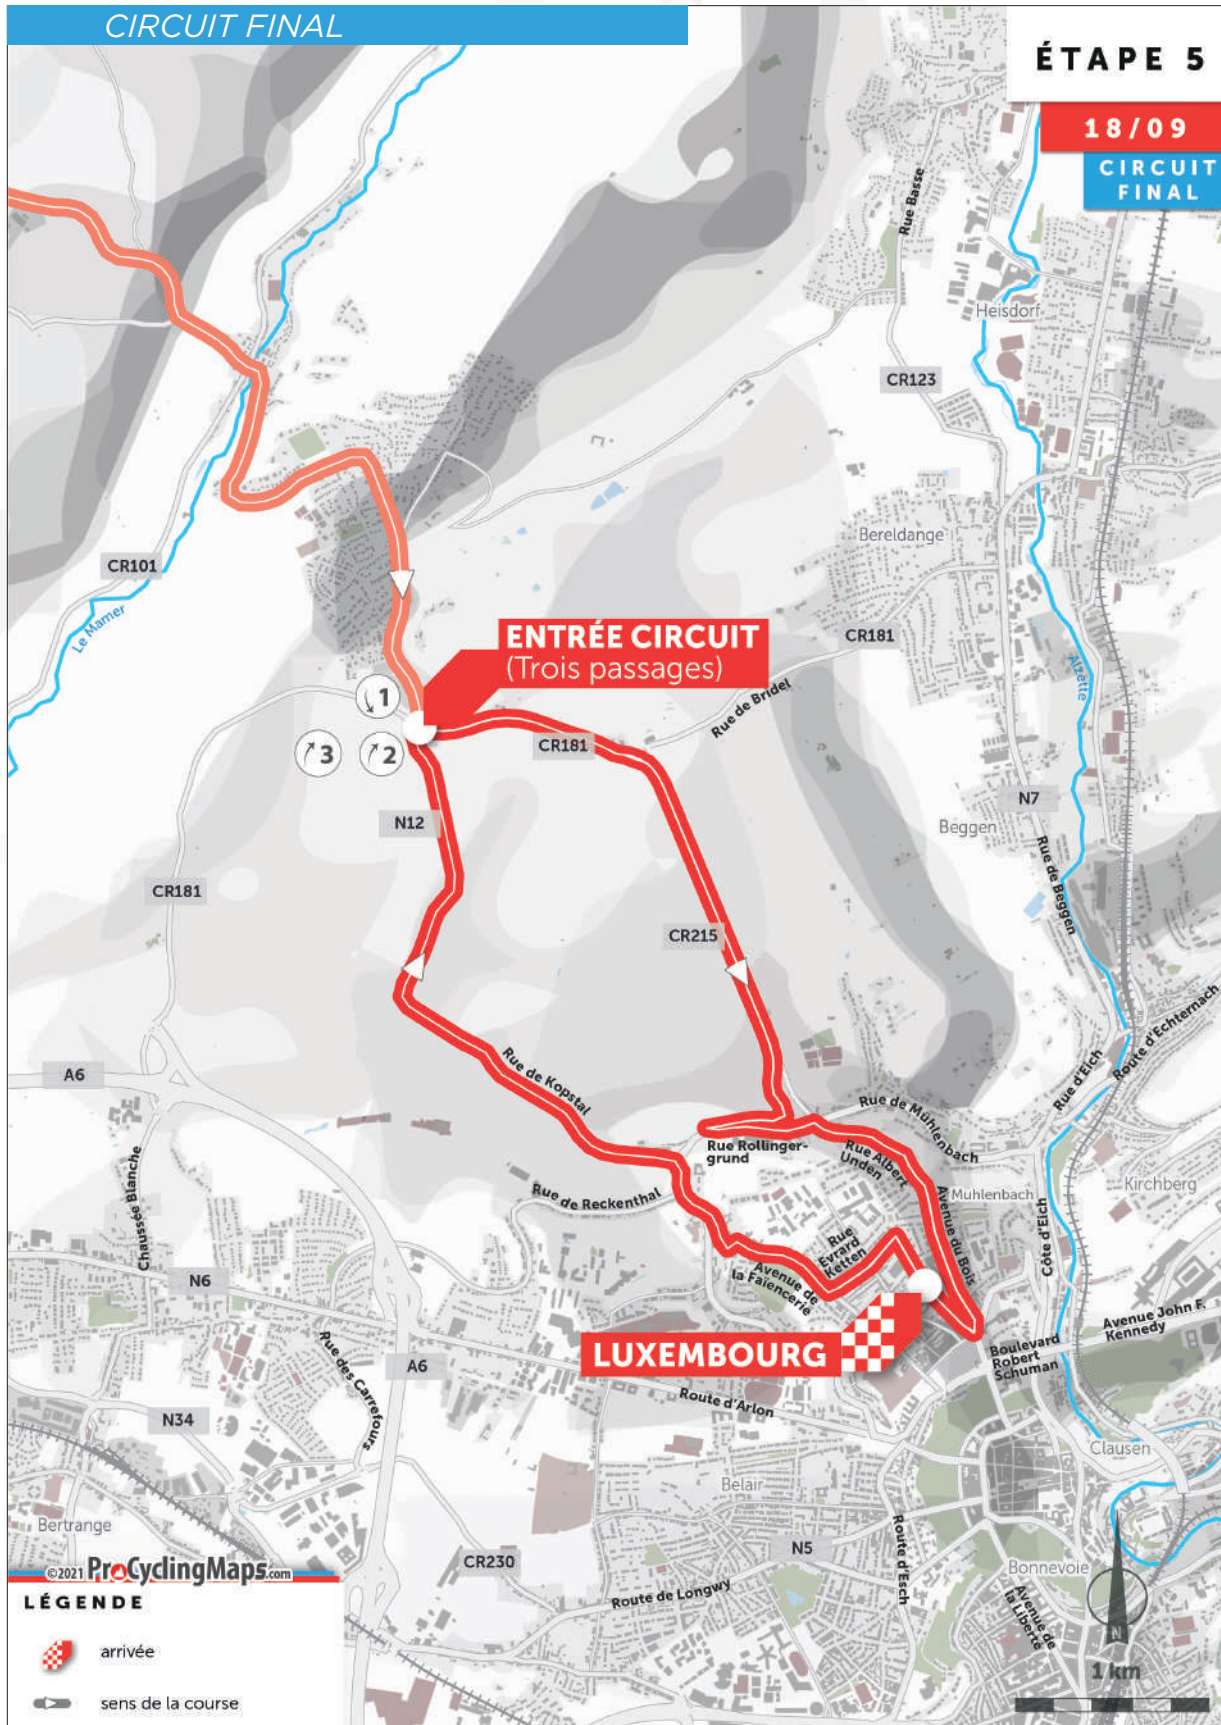 CIRCUIT FINAL
ÉTAPE 5
18/09
CIRCUIT
FINAL
Rue Basse
Heisdorf
CR123
Bereldange
CR101
Le Mamer
ENTRÉE CIRCUIT
(Trois passages)
CR181
Alzette
1
Rue de Bridel
3
2
CR181
N7
N12
Beggen
Rue de Beggen
CR181
CR215
Route d'Echternach
A6
Rue d'Eich
Rue de Kopstal
Rue de Mühlenbach
Rue Rollinger-
grund
Rue Albert
Unden
Chaussée Blanche
Rue de Reckenthal
Muhlenbach
Kirchberg
Avenue du Bois
Côte d'Eich
Rue
Evrard
Ketten
N6
Avenue de
la Faïencerie
Avenue John F.
Kennedy
LUXEMBOURG
Boulevard
Robert
Schuman
Rue des Carrefours
A6
Route d'Arlon
N34
Clausen
Belair
Bertrange
Route d'Esch
N5
CR230
Bonnevoie
©2021 ProCyclingMaps.com
Route de Longwy
Avenue de
la Liberté
LÉGENDE
N
arrivée
1 km
sens de la course